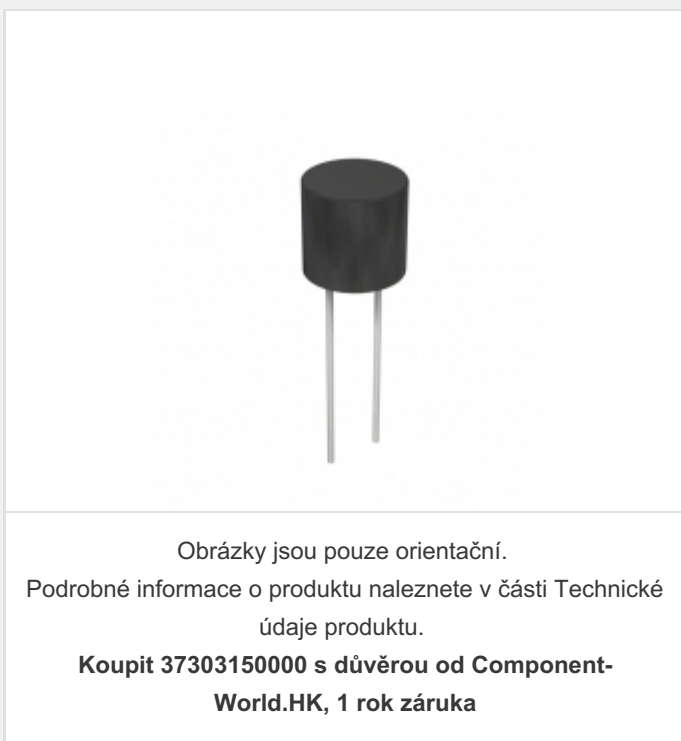 Obrázky jsou pouze orientační.
Podrobné informace o produktu naleznete v části Technické
údaje produktu.
Koupit 37303150000 s důvěrou od Component-
World.HK, 1 rok záruka